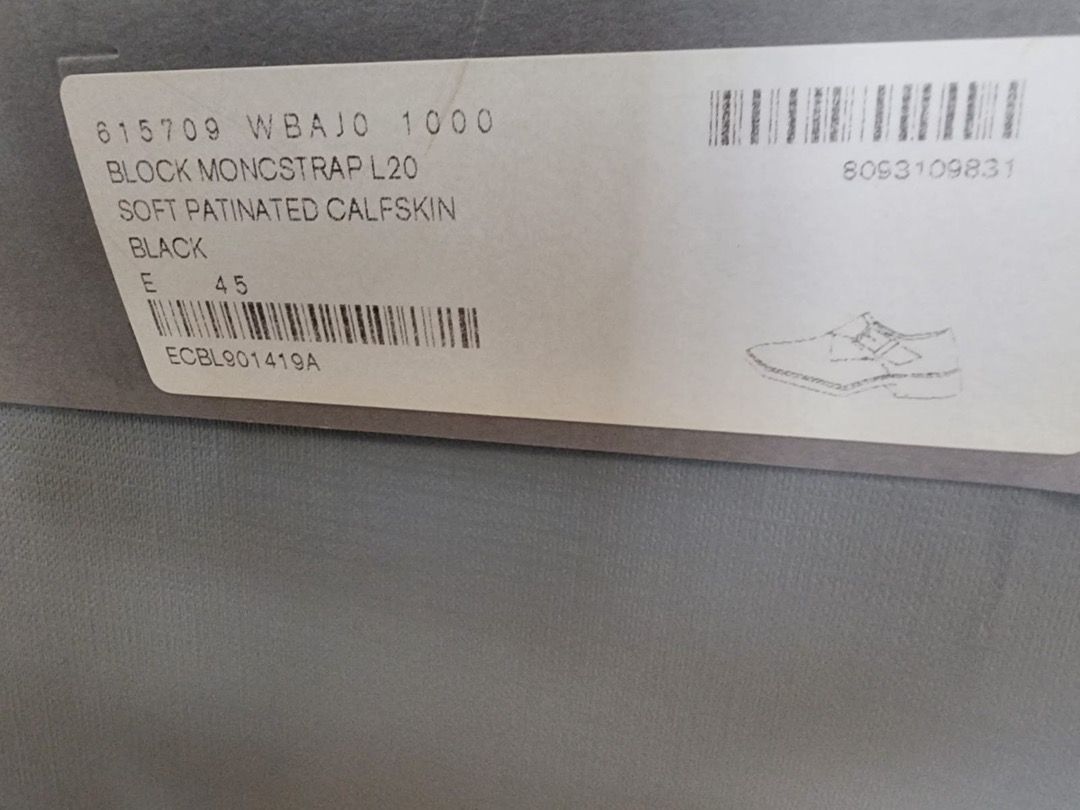 615709 WBAJ0 1000
BLOCK MONCSTRAP L20
SOFT PATINATED CALFSKIN
BLACK
E 45
ECBL901419A
8093109831